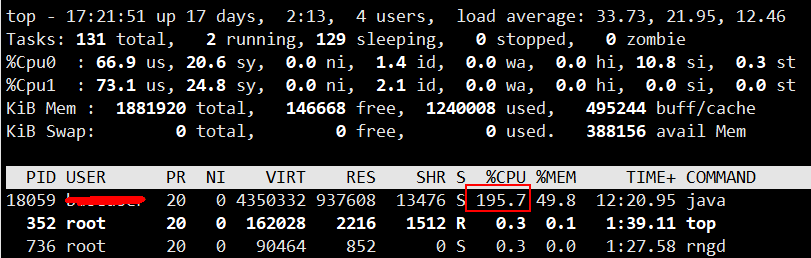 top - 17:21:51 up 17 days,  2:13,  4 users,  load average: 33.73, 21.95, 12.46
Tasks: 131 total,   2 running, 129 sleeping,   0 stopped,   0 zombie
%Cpu0  : 66.9 us, 20.6 sy,  0.0 ni,  1.4 id,  0.0 wa,  0.0 hi, 10.8 si,  0.3 st
%Cpu1  : 73.1 us, 24.8 sy,  0.0 ni,  2.1 id,  0.0 wa,  0.0 hi,  0.0 si,  0.0 st
KiB Mem :  1881920 total,   146668 free,  1240008 used,   495244 buff/cache
KiB Swap:        0 total,        0 free,        0 used.   388156 avail Mem
  PID USER      PR  NI    VIRT    RES    SHR S  %CPU %MEM     TIME+ COMMAND
18059           20   0 4350332 937608  13476 S 195.7 49.8  12:20.95 java
  352 root      20   0  162028   2216   1512 R   0.3  0.1   1:39.11 top
  736 root      20   0   90464    852      0 S   0.3  0.0   1:27.58 rngd